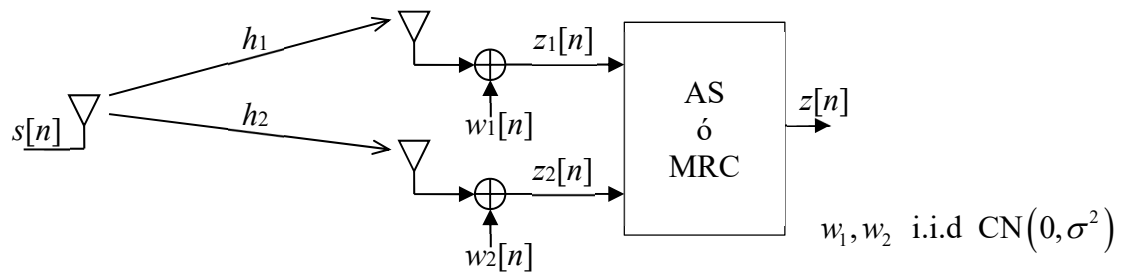 h1
z1[n]
w1[n]
s[n]
h2
z2[n]
w2[n]
AS
ó
MRC
z[n]
w₁, w₂ i.i.d CN(0, σ²)